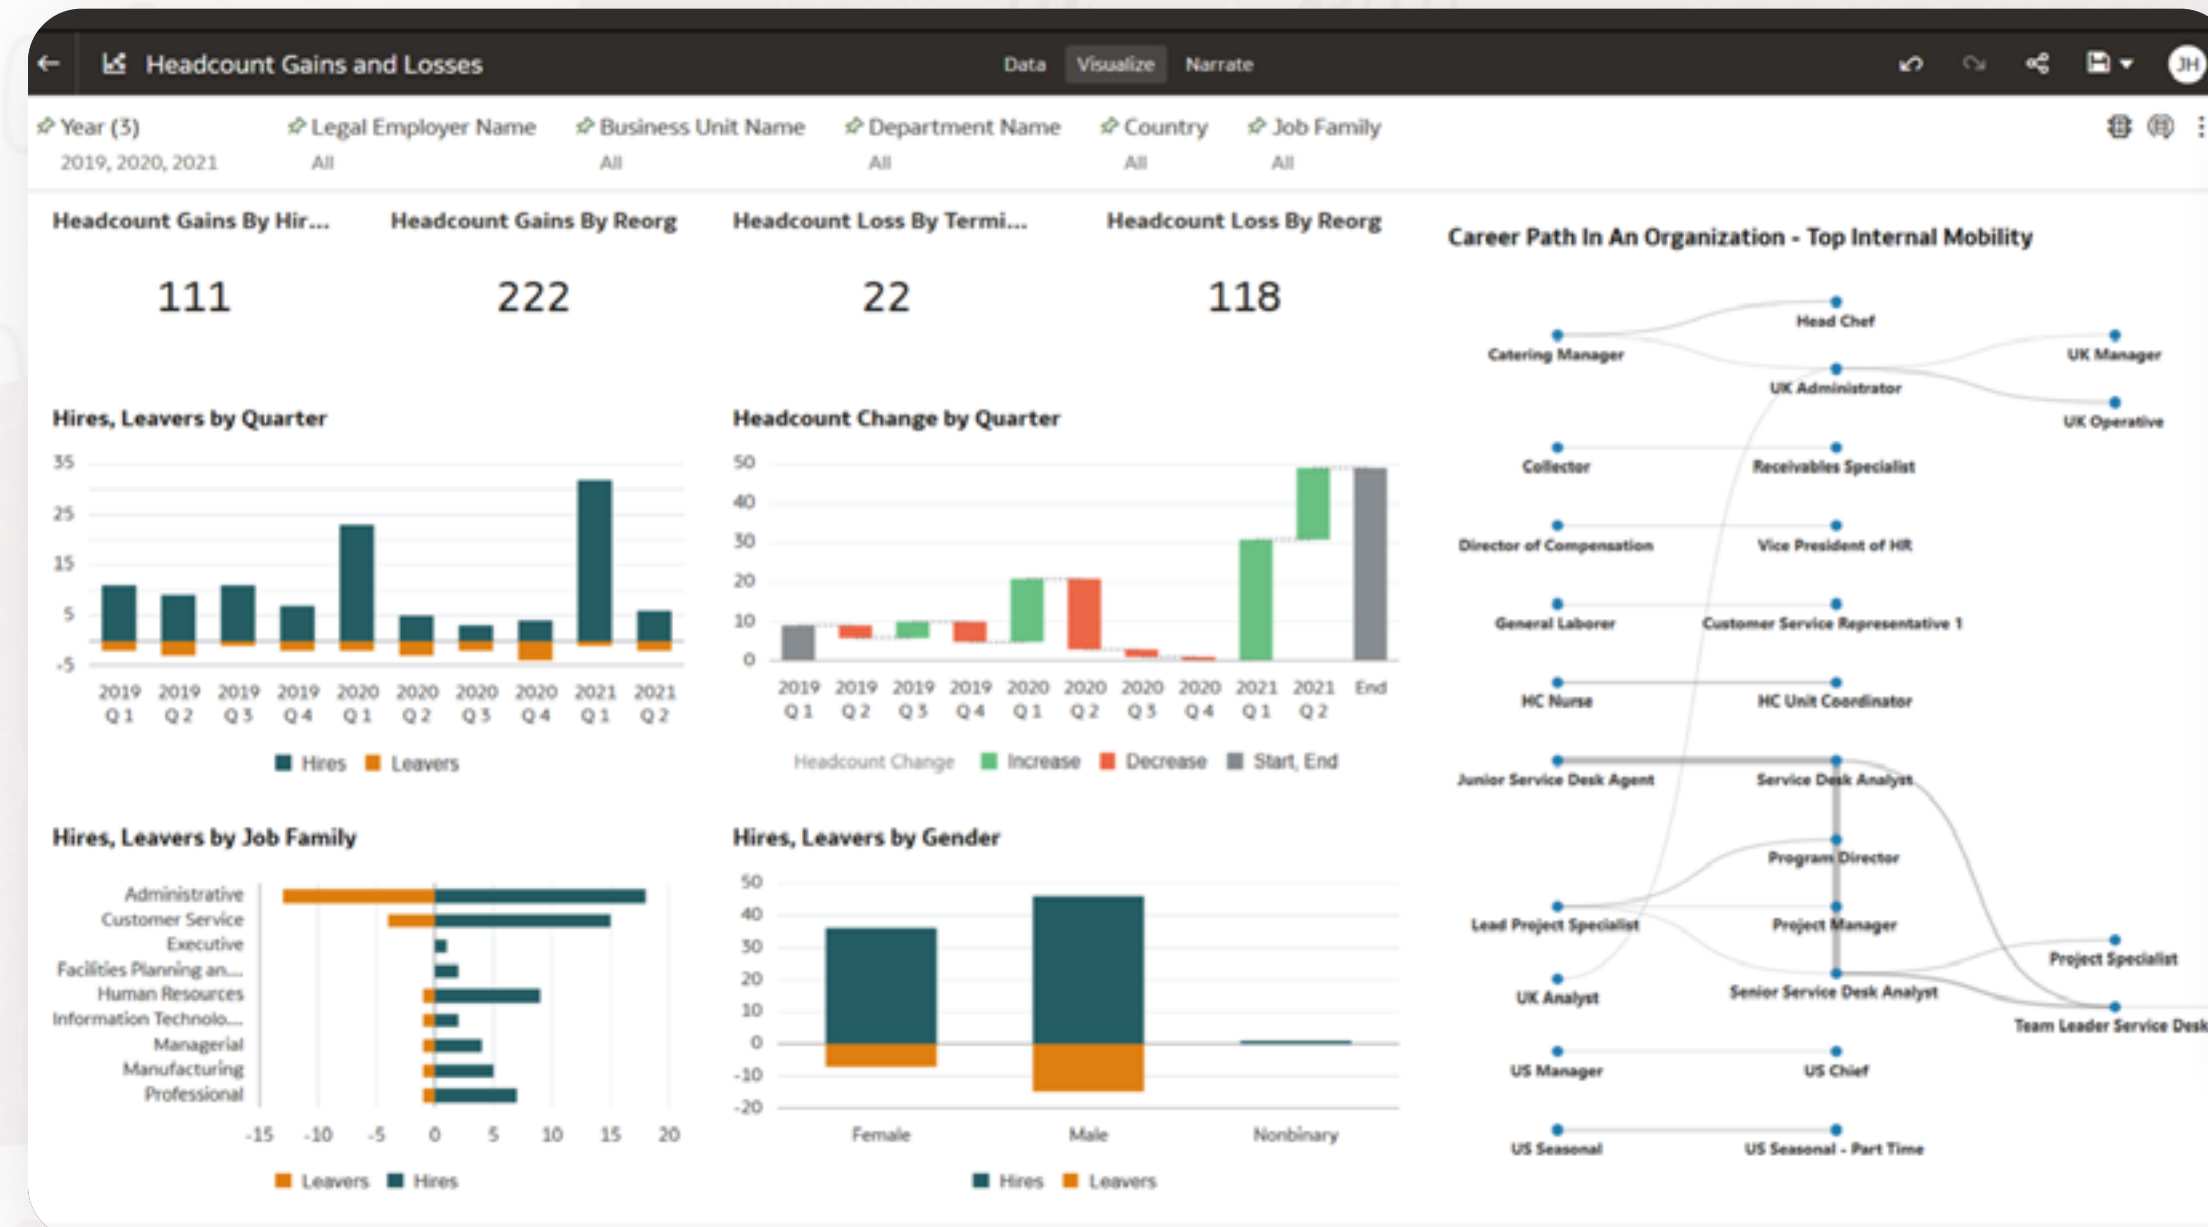 Headcount Gains and Losses
Data Visualize Narrate
JH
Year (3) Legal Employer Name Business Unit Name Department Name Country Job Family
2019, 2020, 2021 All All All All All
Headcount Gains By Hir... Headcount Gains By Reorg Headcount Loss By Termi... Headcount Loss By Reorg
111 222 22 118
Hires, Leavers by Quarter
35
25
15
5
-5
2019 2019 2019 2019 2020 2020 2020 2020 2021 2021
Q1 Q2 Q3 Q4 Q1 Q2 Q3 Q4 Q1 Q2
Hires Leavers
Headcount Change by Quarter
50
40
30
20
10
0
2019 2019 2019 2019 2020 2020 2020 2020 2021 2021 End
Q1 Q2 Q3 Q4 Q1 Q2 Q3 Q4 Q1 Q2
Headcount Change Increase Decrease Start, End
Hires, Leavers by Job Family
Administrative
Customer Service
Executive
Facilities Planning an...
Human Resources
Information Technolo...
Managerial
Manufacturing
Professional
-15 -10 -5 0 5 10 15 20
Leavers Hires
Hires, Leavers by Gender
50
40
30
20
10
0
-10
-20
Female Male Nonbinary
Hires Leavers
Career Path In An Organization - Top Internal Mobility
Head Chef
Catering Manager UK Manager
UK Administrator
UK Operative
Collector Receivables Specialist
Director of Compensation Vice President of HR
General Laborer Customer Service Representative 1
HC Nurse HC Unit Coordinator
Junior Service Desk Agent Service Desk Analyst
Program Director
Lead Project Specialist Project Manager
Project Specialist
UK Analyst Senior Service Desk Analyst
Team Leader Service Desk
US Manager US Chief
US Seasonal US Seasonal - Part Time